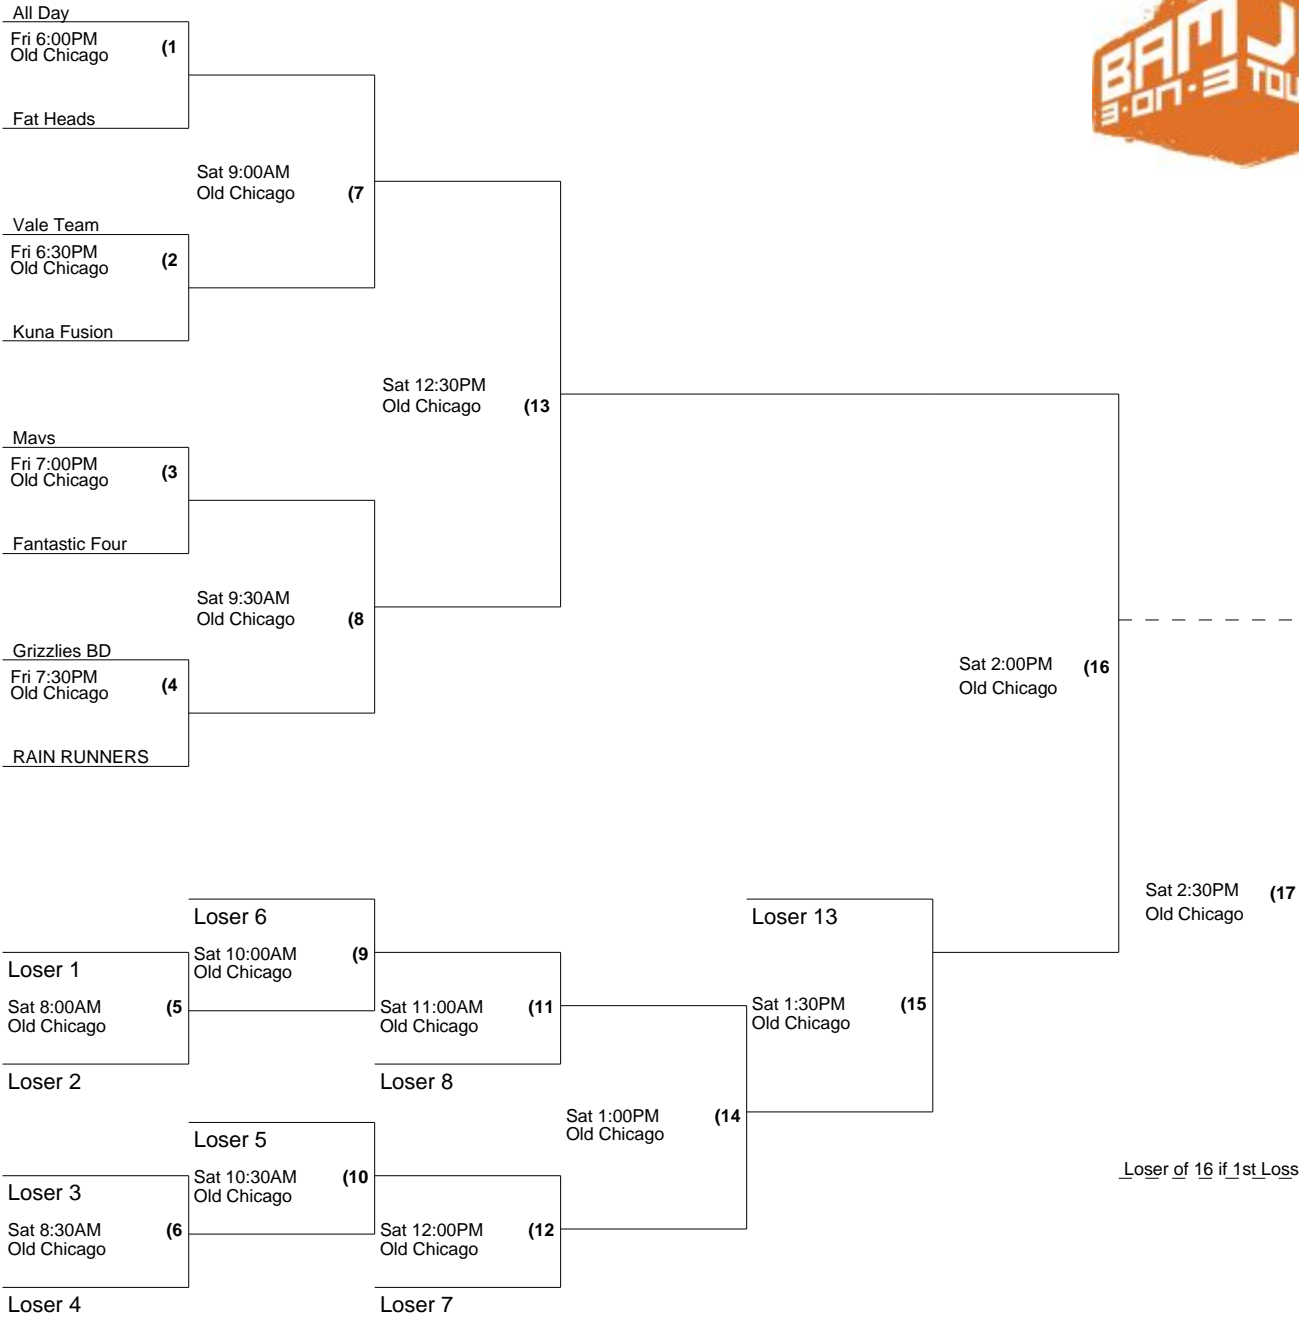 All Day
Fri 6:00PM
Old Chicago
(1
Fat Heads
Sat 9:00AM
Old Chicago
(7
Vale Team
Fri 6:30PM
Old Chicago
(2
Kuna Fusion
Sat 12:30PM
Old Chicago
(13
Mavs
Fri 7:00PM
Old Chicago
(3
Fantastic Four
Sat 9:30AM
Old Chicago
(8
Grizzlies BD
Fri 7:30PM
Old Chicago
(4
RAIN RUNNERS
Sat 2:00PM
Old Chicago
(16
BAM
3-on-3
Sat 2:30PM
Old Chicago
(17
Loser 6
Sat 10:00AM
Old Chicago
(9
Loser 13
Loser 1
Sat 8:00AM
Old Chicago
(5
Loser 2
Sat 11:00AM
Old Chicago
(11
Loser 8
Sat 1:30PM
Old Chicago
(15
Sat 1:00PM
Old Chicago
(14
Loser 5
Sat 10:30AM
Old Chicago
(10
Loser 3
Sat 8:30AM
Old Chicago
(6
Loser 4
Sat 12:00PM
Old Chicago
(12
Loser 7
Loser of 16 if 1st Loss